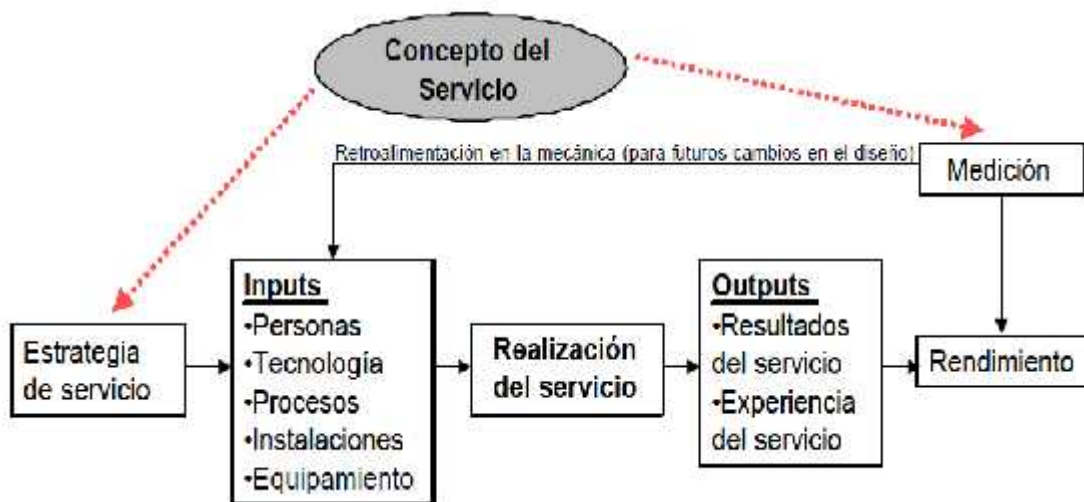 Concepto del
Servicio
Retroalimentación en la mecánica (para futuros cambios en el diseño)
Medición
Estrategia
de servicio
Inputs
•Personas
•Tecnología
•Procesos
•Instalaciones
•Equipamiento
Realización
del servicio
Outputs
•Resultados
del servicio
•Experiencia
del servicio
Rendimiento